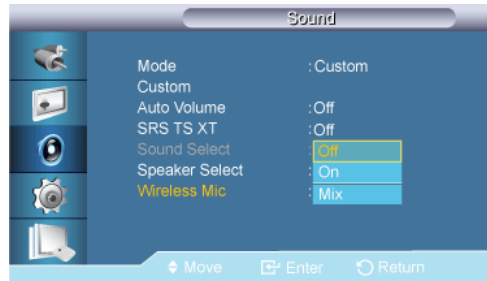 Sound
Mode : Custom
Custom
Auto Volume : Off
SRS TS XT : Off
Sound Select : Off
Speaker Select : On
Wireless Mic : Mix
Move Enter Return